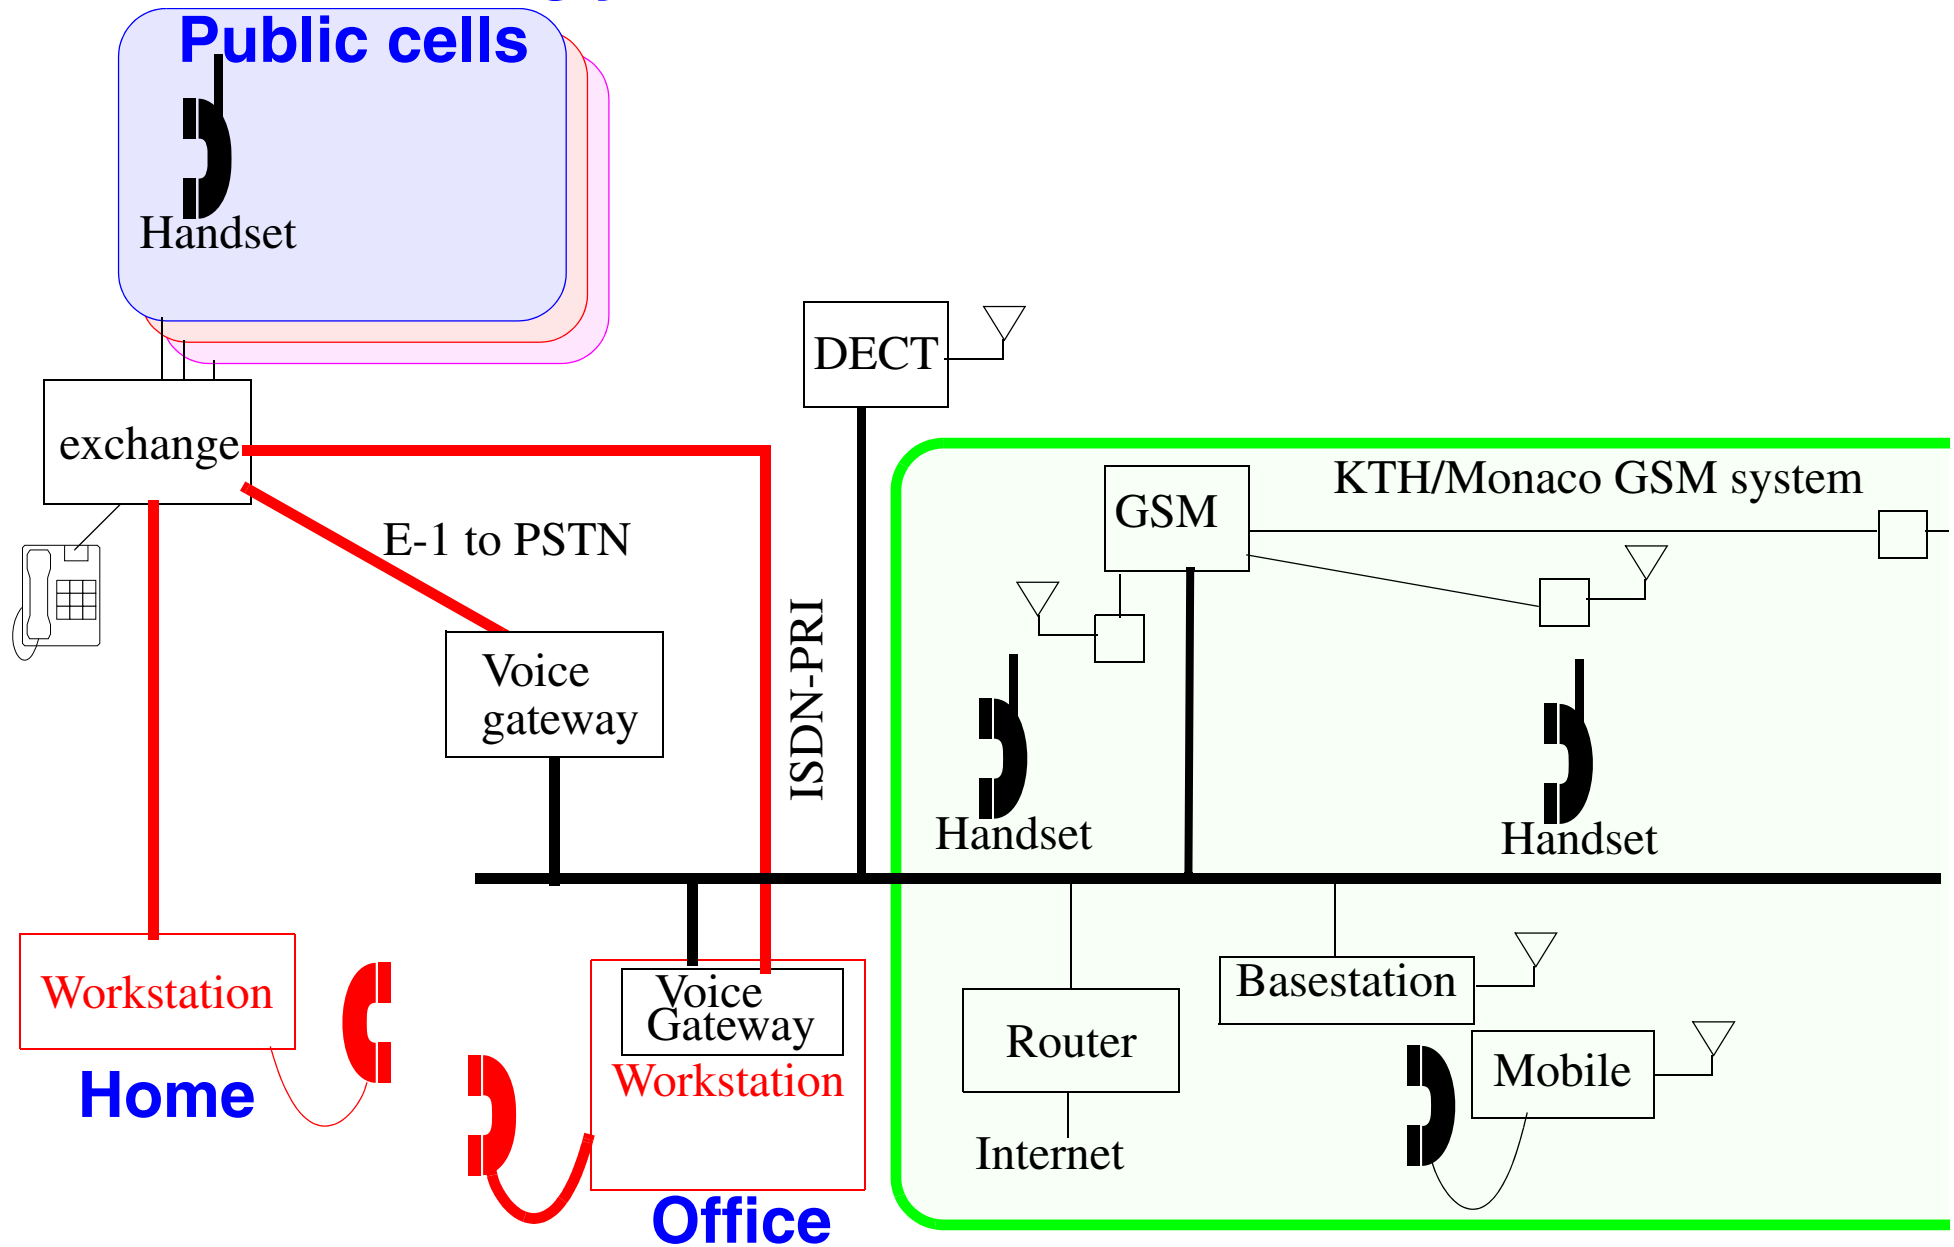 Public cells
Handset
DECT
exchange
KTH/Monaco GSM system
GSM
E-1 to PSTN
ISDN-PRI
Voice
gateway
Handset
Handset
Workstation
Voice
Gateway
Workstation
Basestation
Router
Mobile
Home
Internet
Office